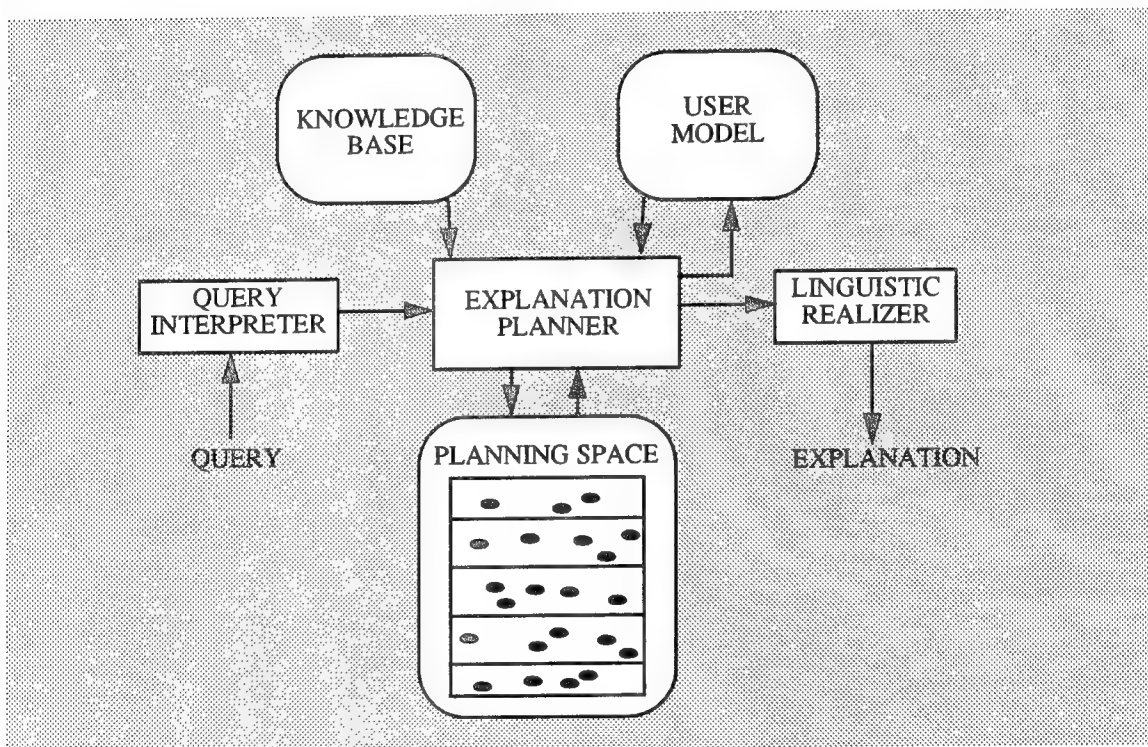 KNOWLEDGE
BASE
USER
MODEL
QUERY
INTERPRETER
EXPLANATION
PLANNER
LINGUISTIC
REALIZER
QUERY
PLANNING SPACE
EXPLANATION